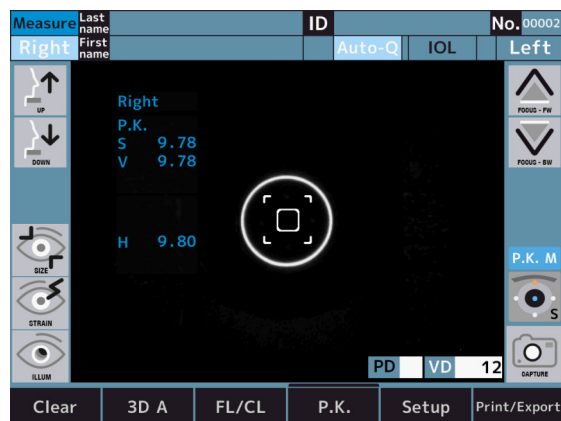 Measure Last name ID No. 00002
Right First name Auto-Q IOL Left
UP
DOWN
SIZE
STRAIN
ILLUM
Right
P.K.
S 9.78
V 9.78
H 9.80
FOCUS - FW
FOCUS - BW
P.K. M
S
CAPTURE
PD VD 12
Clear 3D A FL/CL P.K. Setup Print/Export